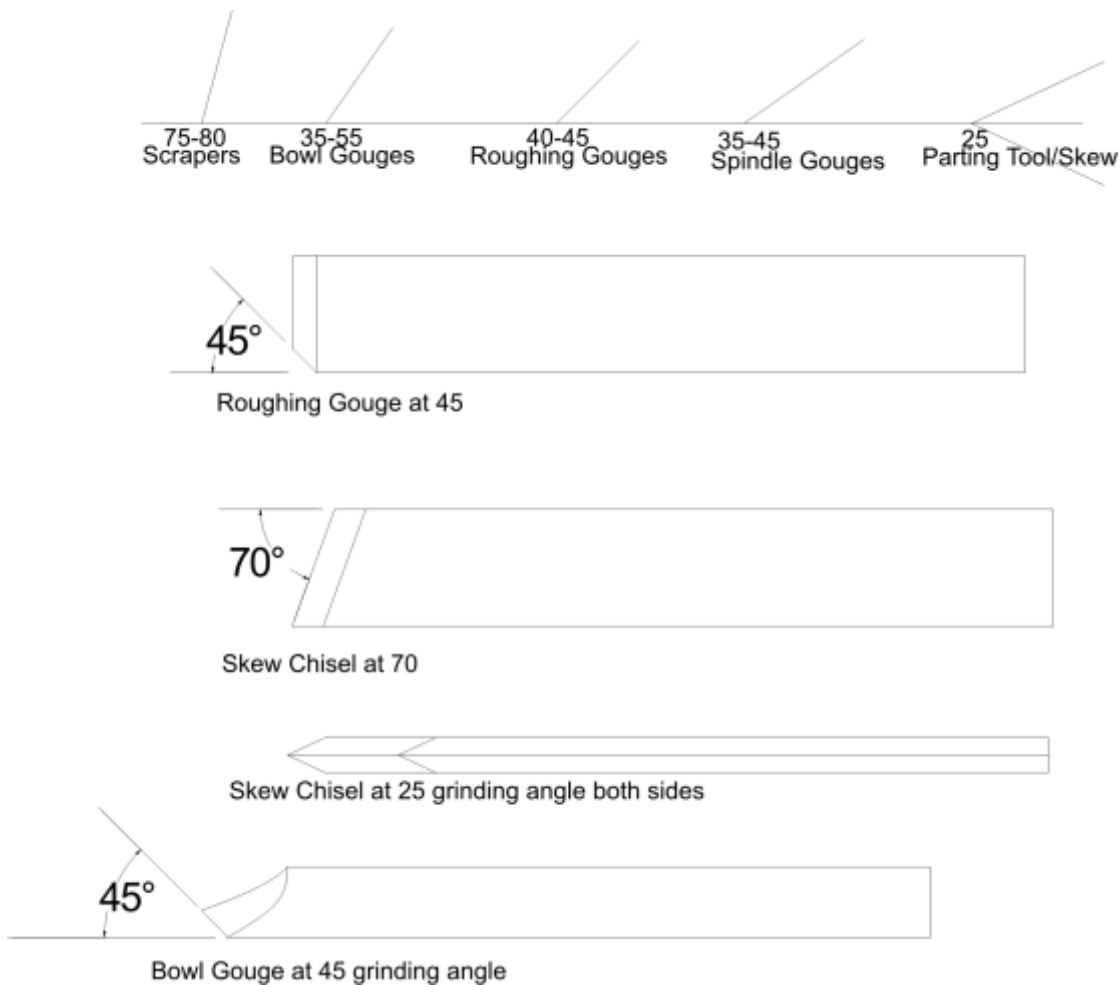 75-80 35-55 40-45 35-45 25
Scrapers Bowl Gouges Roughing Gouges Spindle Gouges Parting Tool/Skew
45°
Roughing Gouge at 45
70°
Skew Chisel at 70
Skew Chisel at 25 grinding angle both sides
45°
Bowl Gouge at 45 grinding angle